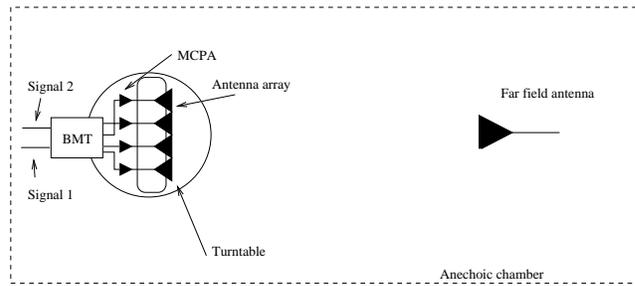 MCPA
Signal 2
Antenna array
Far field antenna
BMT
Signal 1
Turntable
Anechoic chamber